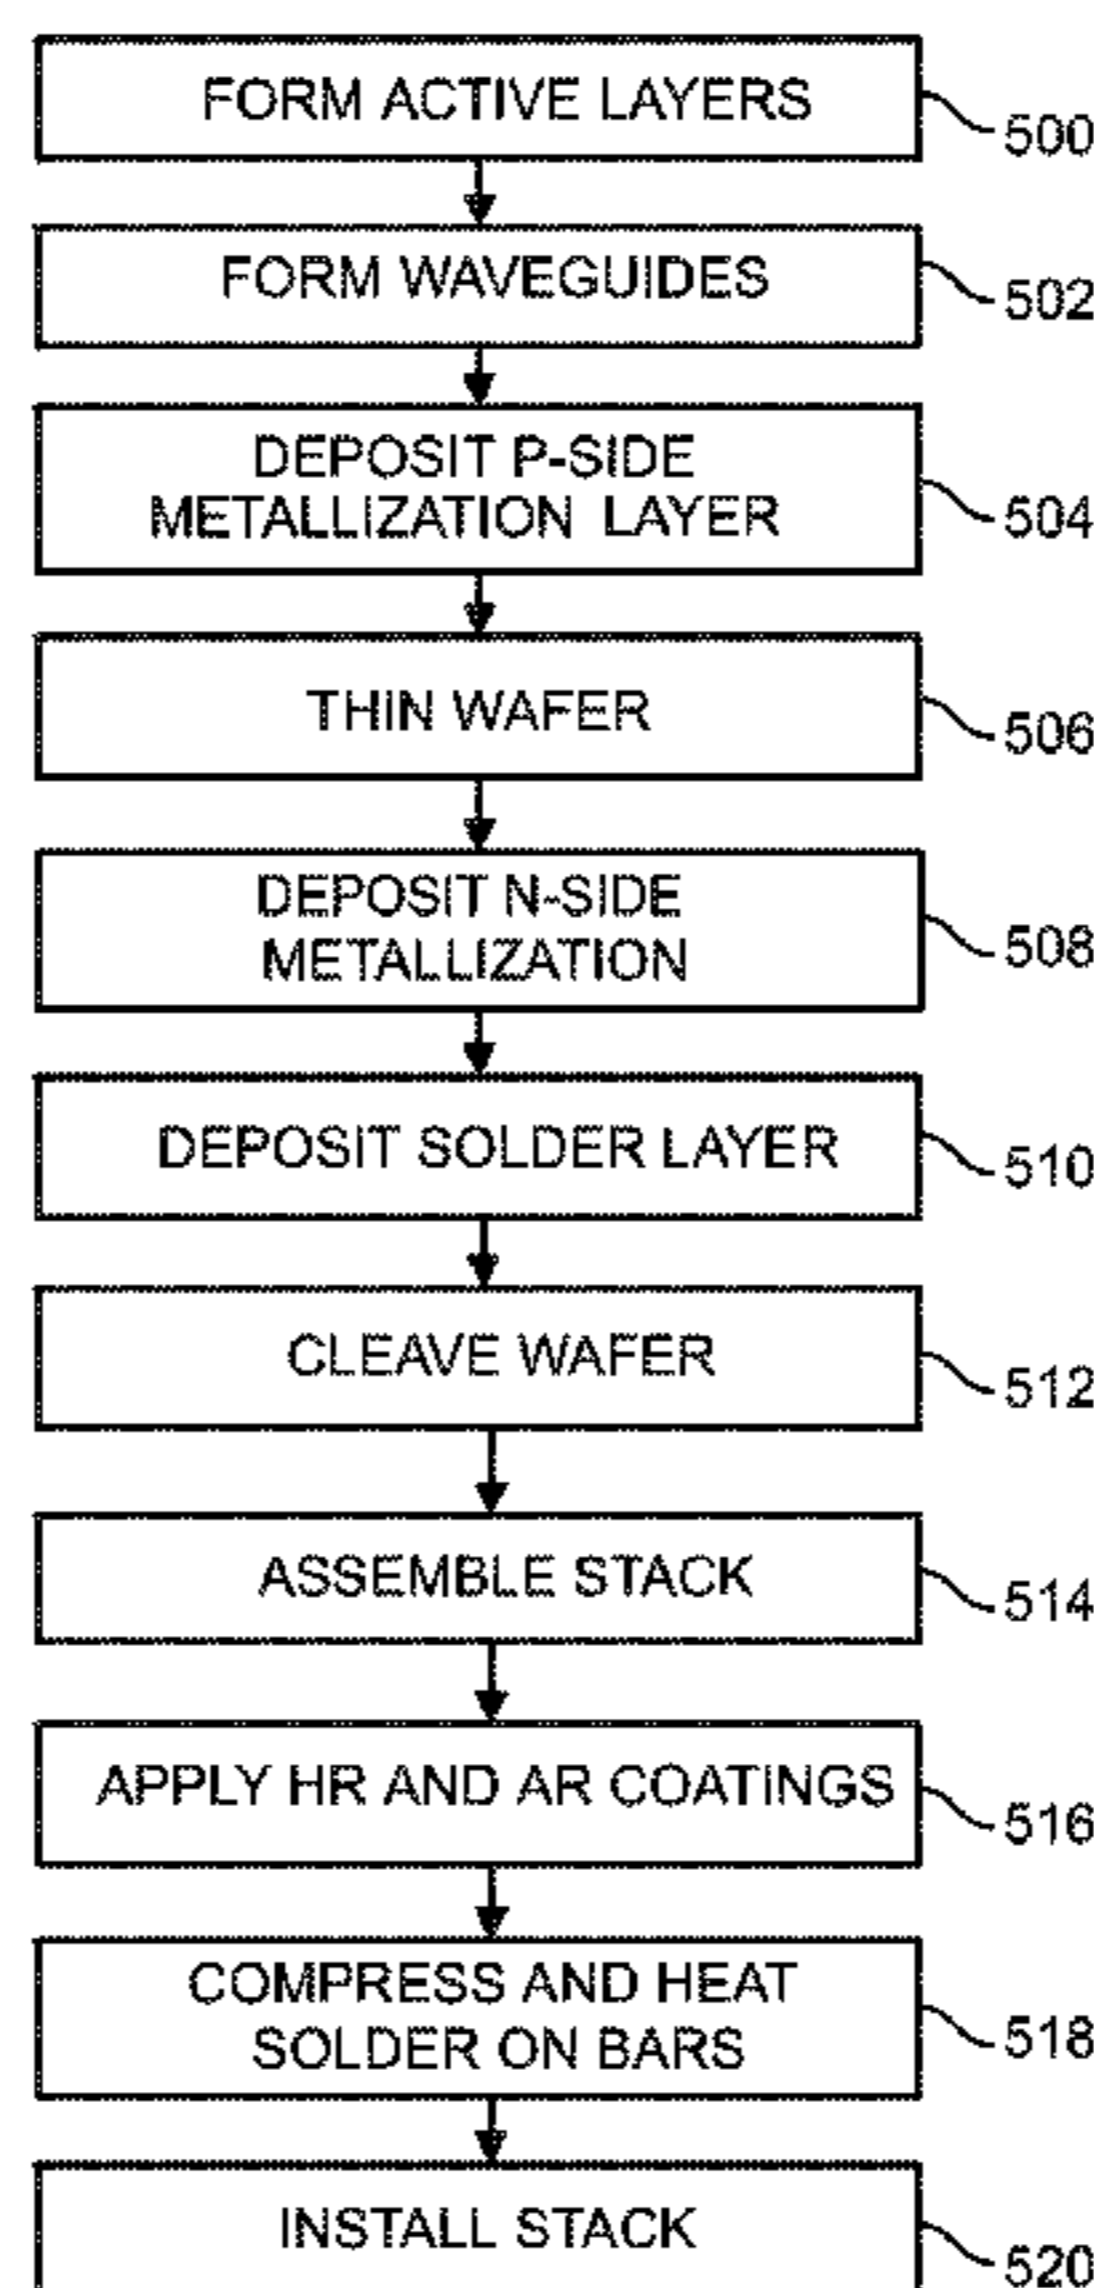 FORM ACTIVE LAYERS
500
FORM WAVEGUIDES
502
DEPOSIT P-SIDE
METALLIZATION LAYER
504
THIN WAFER
506
DEPOSIT N-SIDE
METALLIZATION
508
DEPOSIT SOLDER LAYER
510
CLEAVE WAFER
512
ASSEMBLE STACK
514
APPLY HR AND AR COATINGS
516
COMPRESS AND HEAT
SOLDER ON BARS
518
INSTALL STACK
520